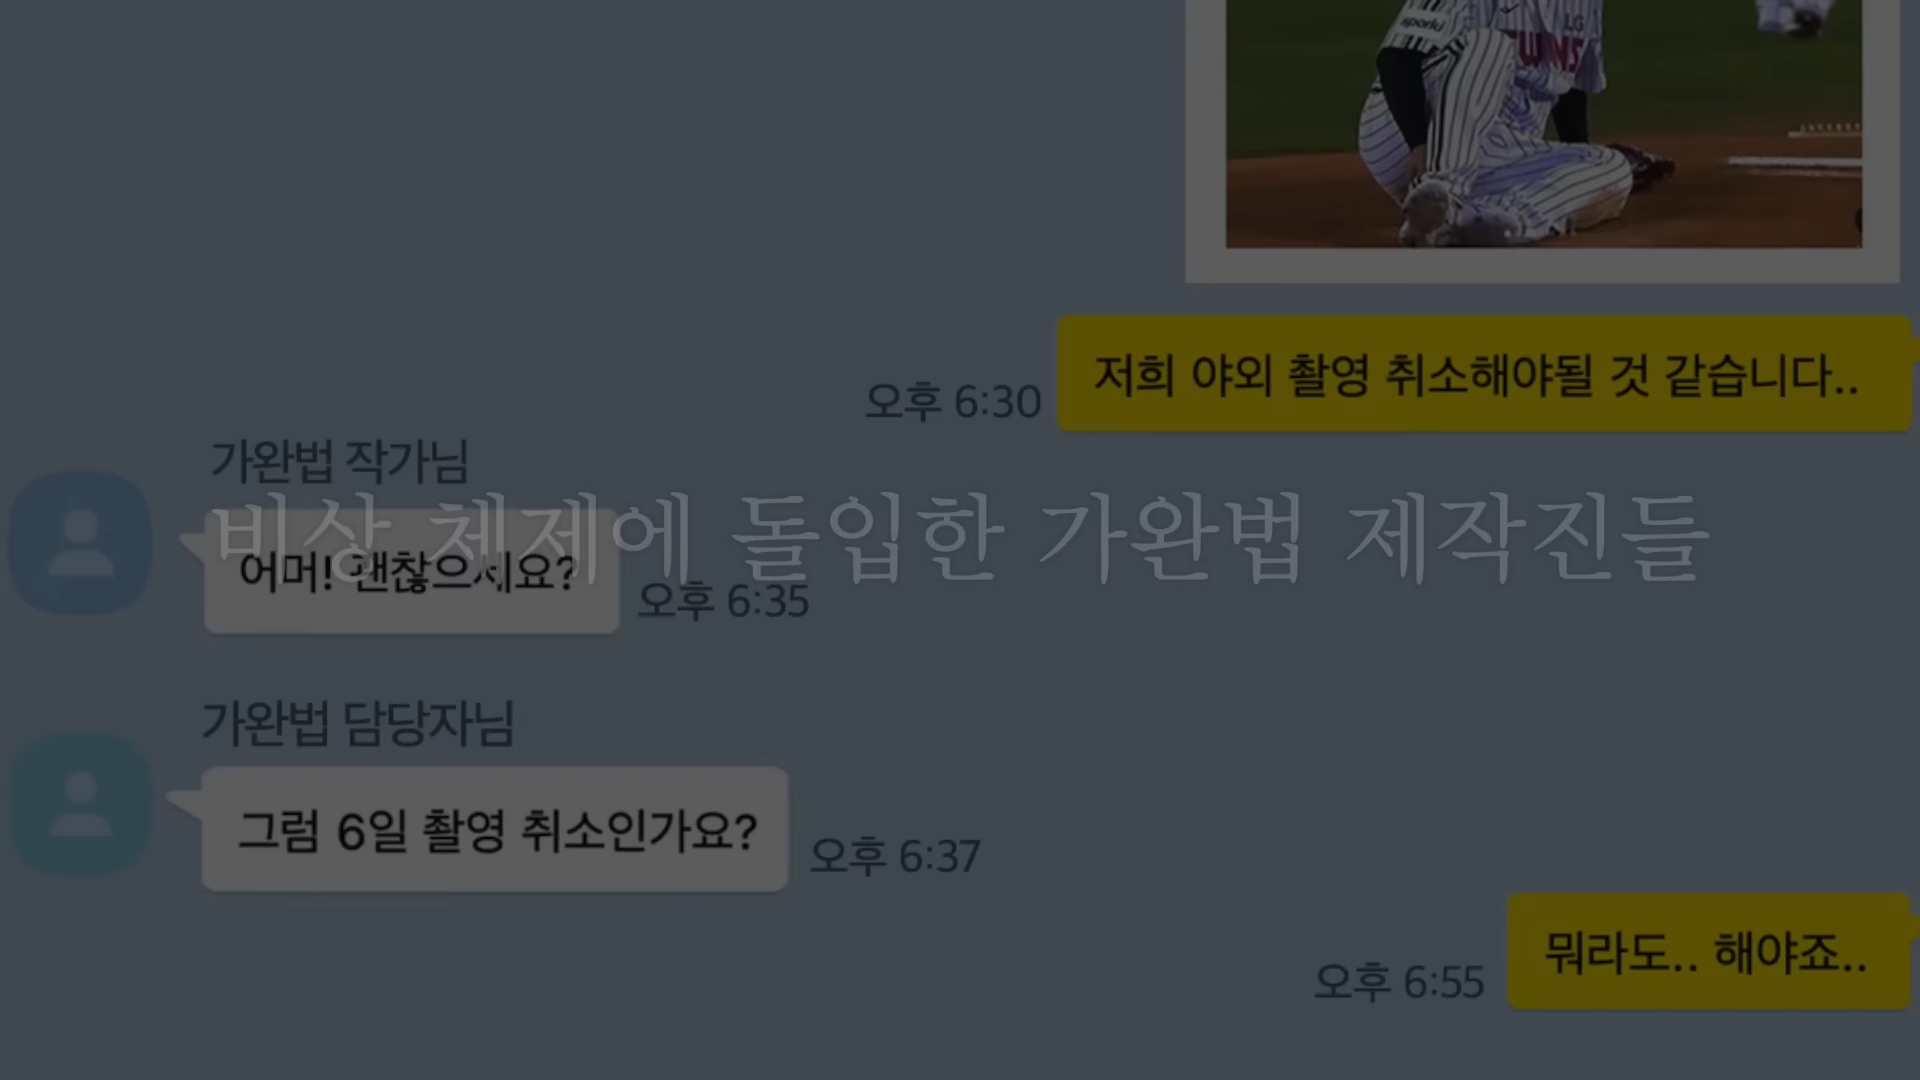 sporki
LG
TWINS
저희 야외 촬영 취소해야될 것 같습니다..
오후 6:30
가완법 작가님
비상 체제에 돌입한 가완법 제작진들
어머! 괜찮으세요?
오후 6:35
가완법 담당자님
그럼 6일 촬영 취소인가요?
오후 6:37
뭐라도.. 해야죠..
오후 6:55